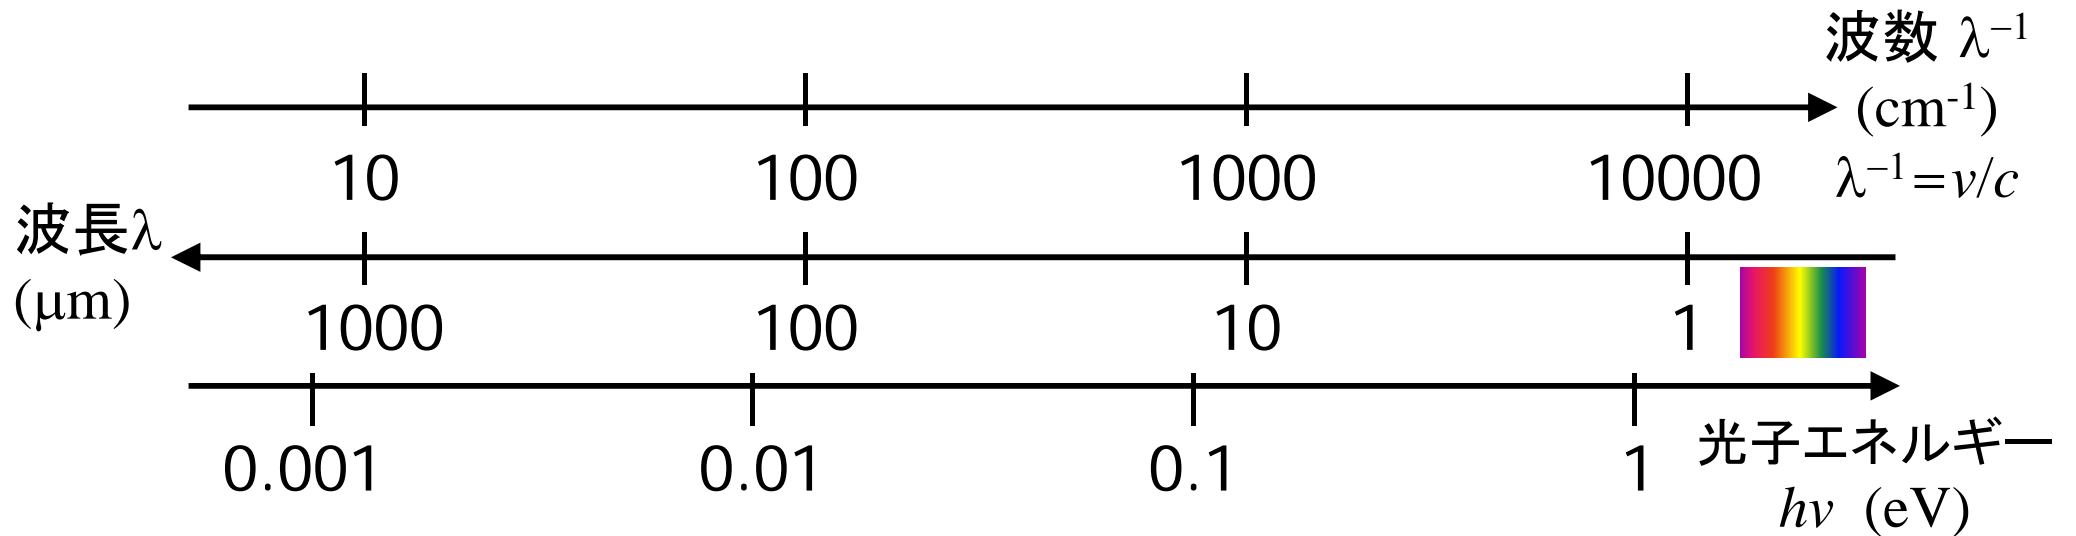 波数 λ⁻¹
(cm⁻¹)
10 100 1000 10000 λ⁻¹=ν/c
波長λ
(μm)
1000 100 10 1
0.001 0.01 0.1 1 光子エネルギー
hν (eV)